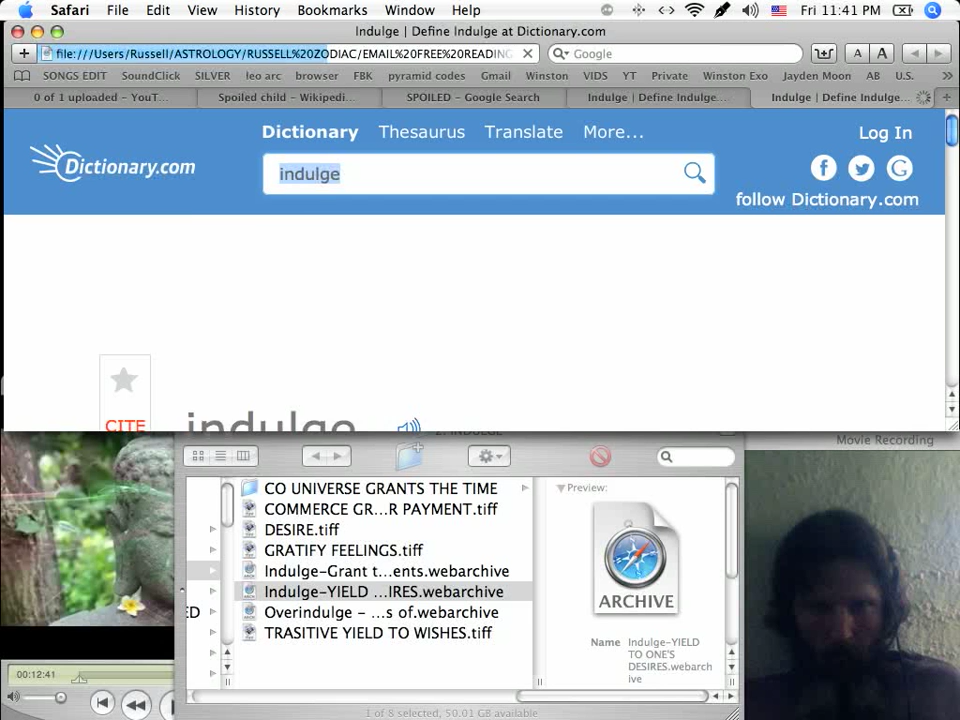 Safari File Edit View History Bookmarks Window Help Fri 11:41 PM
Indulge | Define Indulge at Dictionary.com
file:///Users/Russell/ASTROLOGY/RUSSELL%20ZODIAC/EMAIL%20FREE%20READING Google A A
SONGS EDIT SoundClick SILVER leo arc browser FBK pyramid codes Gmail Winston VIDS YT Private Winston Exo Jayden Moon AB U.S.
0 of 1 uploaded - YouT... Spoiled child - Wikipedi... SPOILED - Google Search Indulge | Define Indulge.... Indulge | Define Indulge...
Dictionary Thesaurus Translate More... Log In
Dictionary.com
indulge
follow Dictionary.com
CITE
indulge
2. INDULGE
Movie Recording
CO UNIVERSE GRANTS THE TIME
COMMERCE GR...R PAYMENT.tiff
DESIRE.tiff
GRATIFY FEELINGS.tiff
Indulge-Grant t...ents.webarchive
Indulge-YIELD ...IRES.webarchive
ED
Overindulge - ...s of.webarchive
TRASITIVE YIELD TO WISHES.tiff
Preview:
ARCHIVE
Name Indulge-YIELD
TO ONE'S
DESIRES.webarch
ive
00:12:41
1 of 8 selected, 50.01 GB available